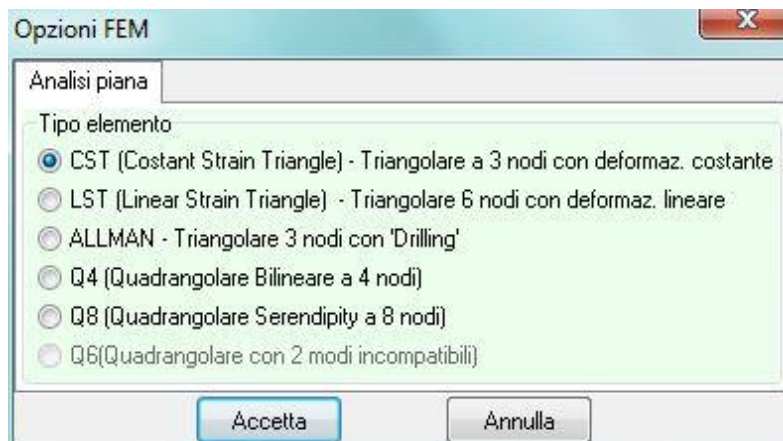 Opzioni FEM
X
Analisi piana
Tipo elemento
CST (Costant Strain Triangle) - Triangolare a 3 nodi con deformaz. costante
LST (Linear Strain Triangle) - Triangolare 6 nodi con deformaz. lineare
ALLMAN - Triangolare 3 nodi con 'Drilling'
Q4 (Quadrangolare Bilineare a 4 nodi)
Q8 (Quadrangolare Serendipity a 8 nodi)
Q6(Quadrangolare con 2 modi incompatibili)
Accetta Annulla